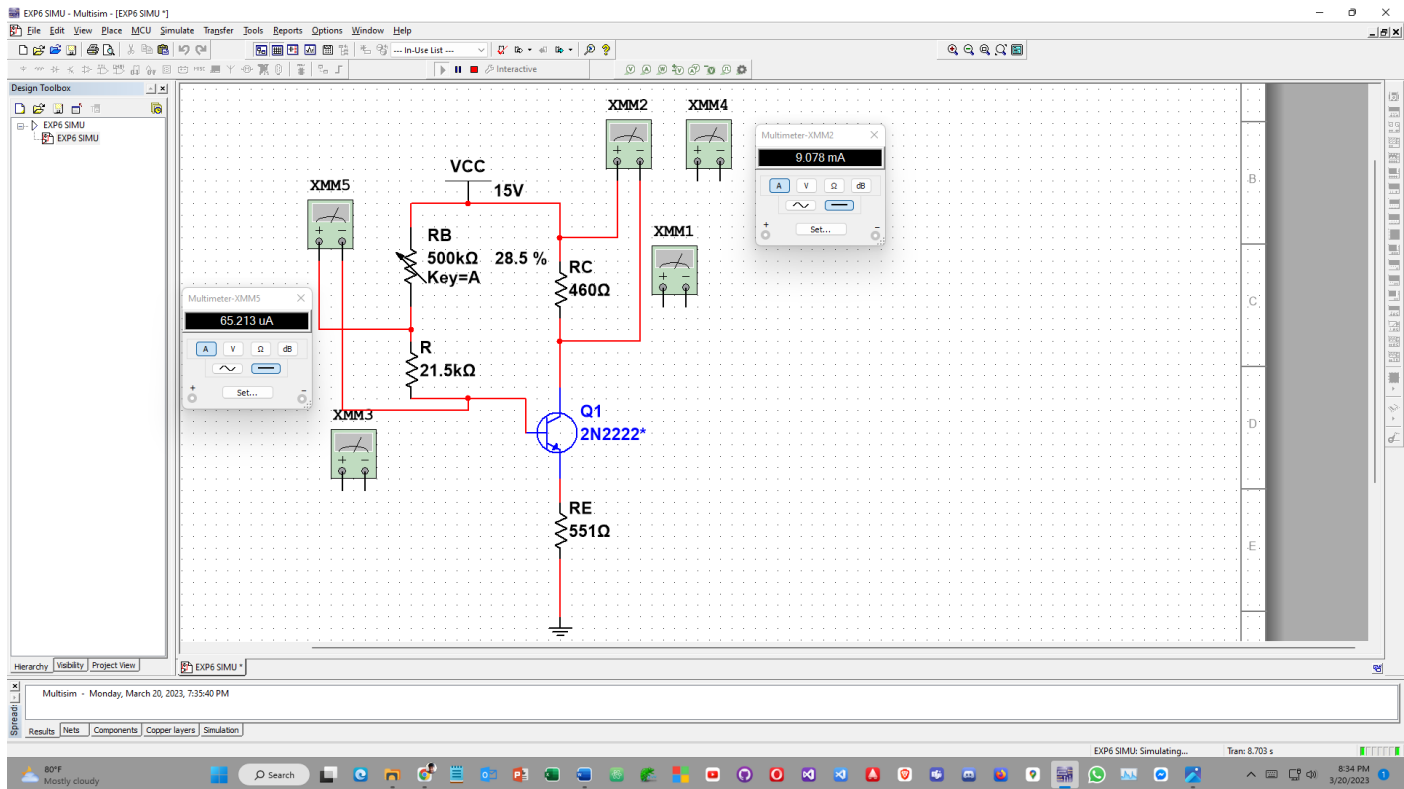 EXP6 SIMU - Multisim - [EXP6 SIMU *]
File Edit View Place MCU Simulate Transfer Tools Reports Options Window Help
--- In-Use List ---
Interactive
Design Toolbox
EXP6 SIMU
EXP6 SIMU
XMM2 XMM4
Multimeter-XMM2
9.078 mA
A V Ω dB
+ Set... −
VCC
15V
XMM5
XMM1
RB
500kΩ 28.5 %
Key=A
RC
460Ω
Multimeter-XMM5
65.213 uA
A V Ω dB
+ Set... −
R
21.5kΩ
XMM3
Q1
2N2222*
RE
551Ω
B
C
D
E
Hierarchy Visibility Project View
EXP6 SIMU *
Multisim - Monday, March 20, 2023, 7:35:40 PM
Results Nets Components Copper layers Simulation
EXP6 SIMU: Simulating... Tran: 8.703 s
80°F
Mostly cloudy
Search
8:34 PM
3/20/2023
1